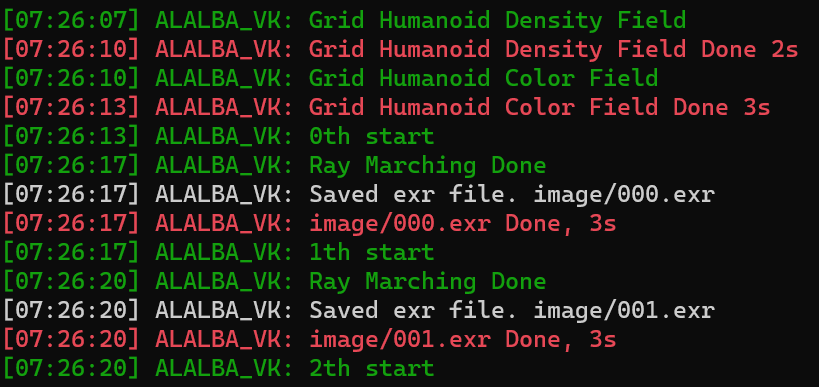 [07:26:07] ALALBA_VK: Grid Humanoid Density Field
[07:26:10] ALALBA_VK: Grid Humanoid Density Field Done 2s
[07:26:10] ALALBA_VK: Grid Humanoid Color Field
[07:26:13] ALALBA_VK: Grid Humanoid Color Field Done 3s
[07:26:13] ALALBA_VK: 0th start
[07:26:17] ALALBA_VK: Ray Marching Done
[07:26:17] ALALBA_VK: Saved exr file. image/000.exr
[07:26:17] ALALBA_VK: image/000.exr Done, 3s
[07:26:17] ALALBA_VK: 1th start
[07:26:20] ALALBA_VK: Ray Marching Done
[07:26:20] ALALBA_VK: Saved exr file. image/001.exr
[07:26:20] ALALBA_VK: image/001.exr Done, 3s
[07:26:20] ALALBA_VK: 2th start